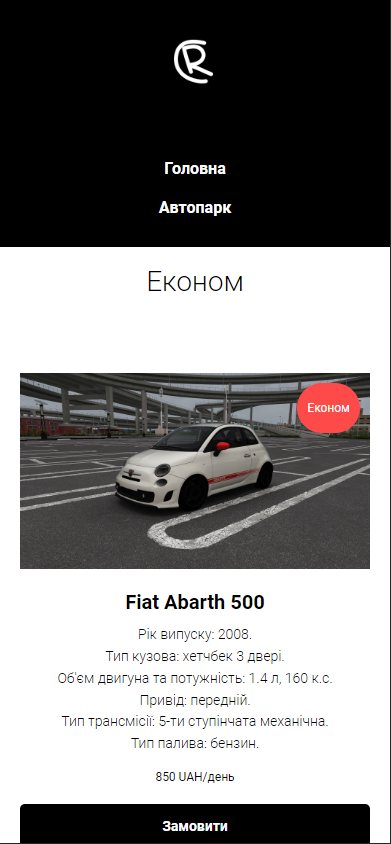 Головна
Автопарк
Економ
Економ
Fiat Abarth 500
Рік випуску: 2008.
Тип кузова: хетчбек 3 двері.
Об'єм двигуна та потужність: 1.4 л, 160 к.с.
Привід: передній.
Тип трансмісії: 5-ти ступінчата механічна.
Тип палива: бензин.
850 UAH/день
Замовити